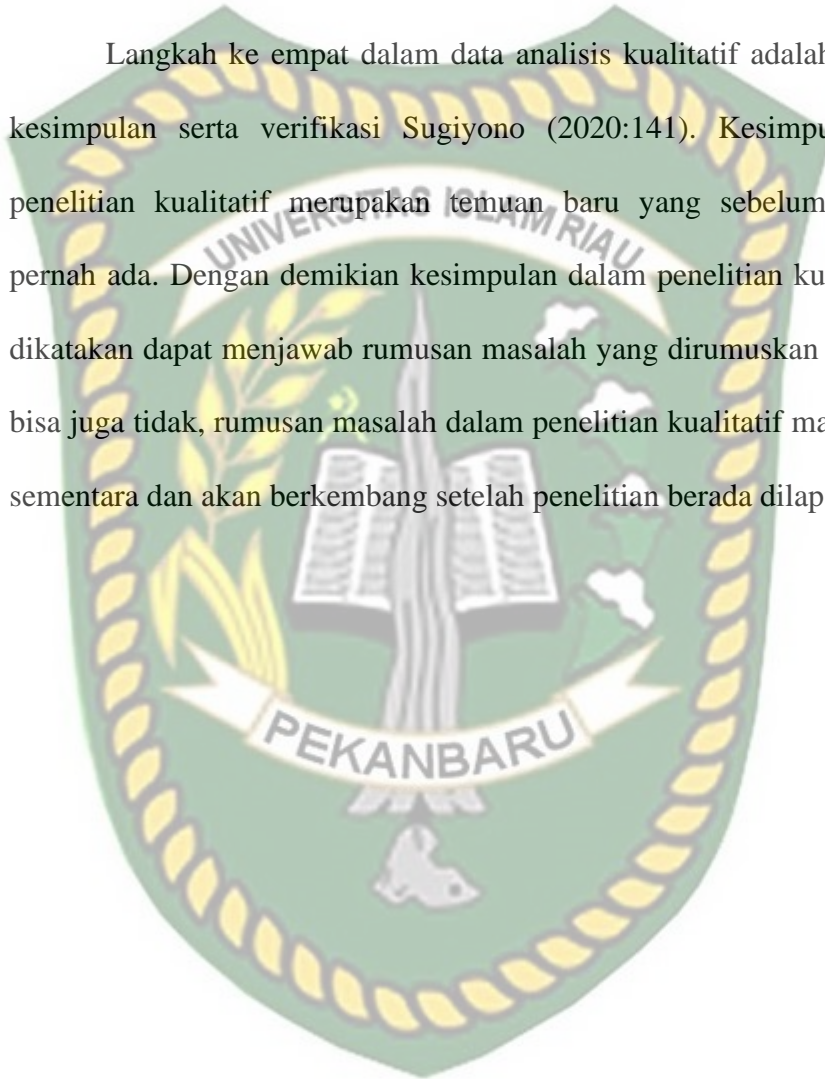 Langkah ke empat dalam data analisis kualitatif adalah
kesimpulan serta verifikasi Sugiyono (2020:141). Kesimpu
penelitian kualitatif merupakan temuan baru yang sebelum
UNIVERSITAS ISLAM RIAU
pernah ada. Dengan demikian kesimpulan dalam penelitian ku
dikatakan dapat menjawab rumusan masalah yang dirumuskan
bisa juga tidak, rumusan masalah dalam penelitian kualitatif ma
sementara dan akan berkembang setelah penelitian berada dilap
PEKANBARU